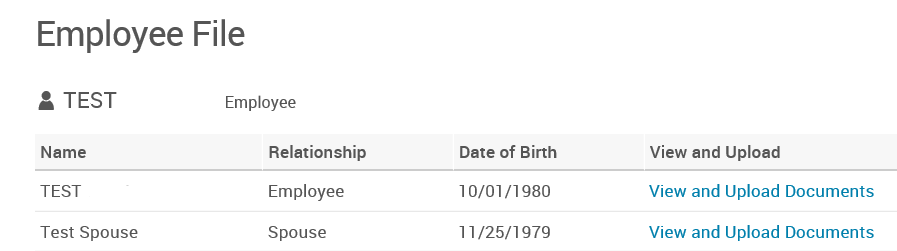 Employee File
TEST Employee
Name Relationship Date of Birth View and Upload
TEST Employee 10/01/1980 View and Upload Documents
Test Spouse Spouse 11/25/1979 View and Upload Documents